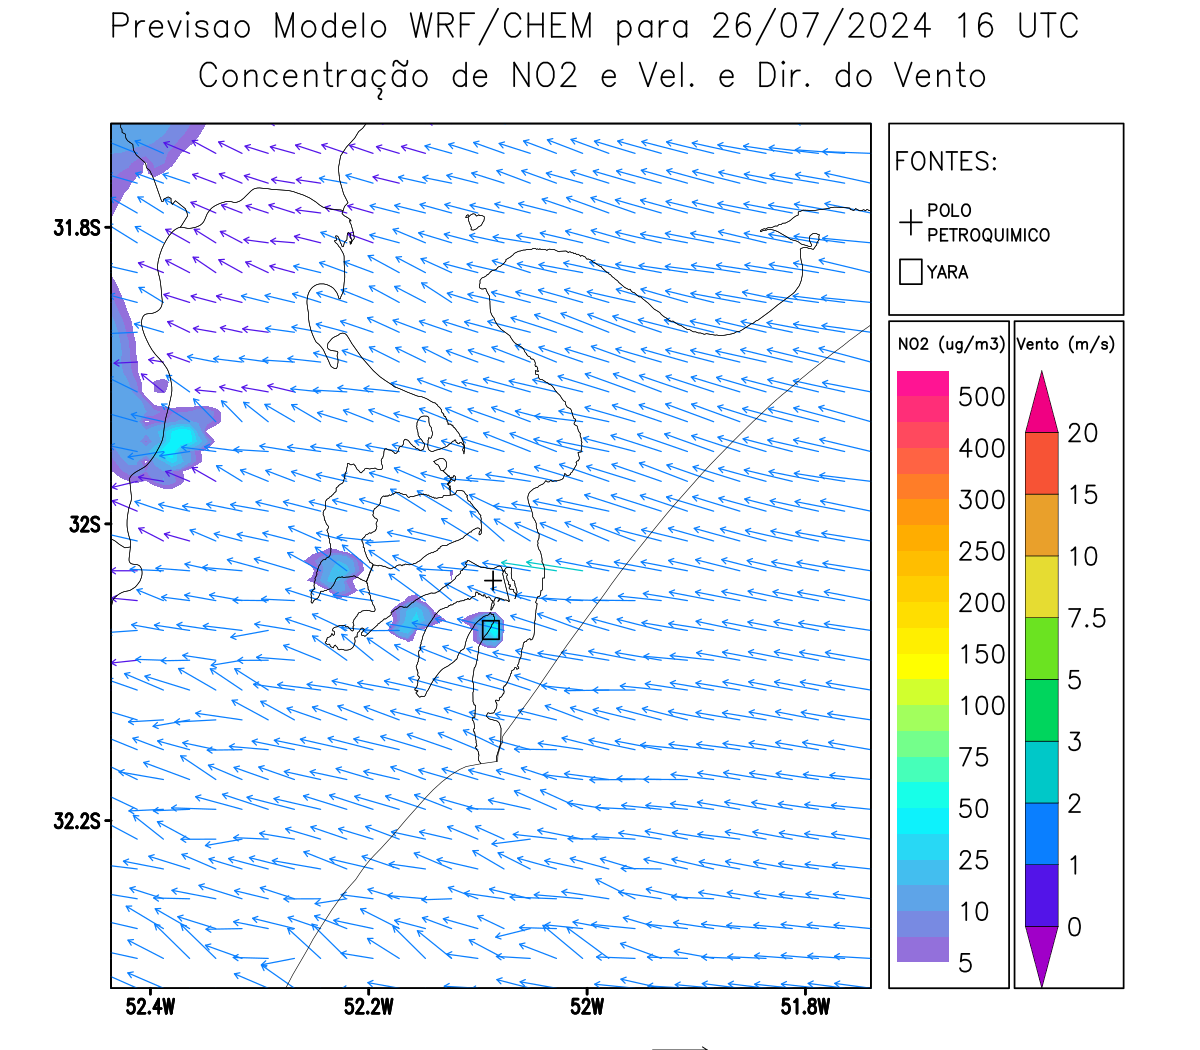 Previsao Modelo WRF/CHEM para 26/07/2024 16 UTC
Concentração de NO2 e Vel. e Dir. do Vento
FONTES:
POLO
PETROQUIMICO
YARA
NO2 (ug/m3)
500
400
300
250
200
150
100
75
50
25
10
5
Vento (m/s)
20
15
10
7.5
5
3
2
1
0
31.8S
32S
32.2S
52.4W
52.2W
52W
51.8W